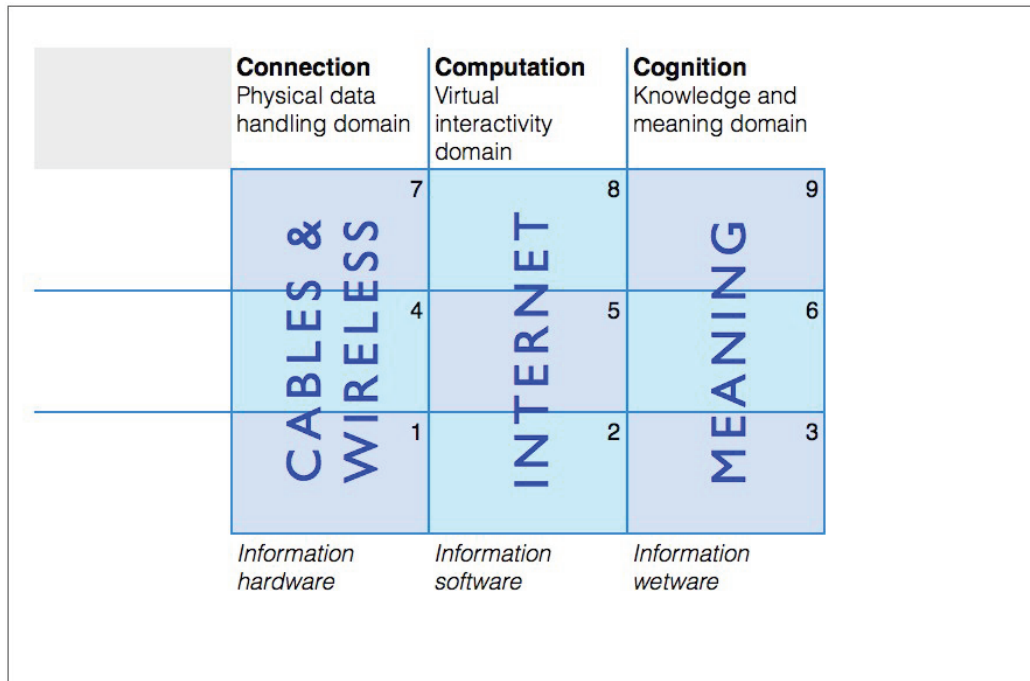 Connection
Physical data
handling domain
Computation
Virtual
interactivity
domain
Cognition
Knowledge and
meaning domain
7
8
9
4
5
6
1
2
3
CABLES &
WIRELESS
INTERNET
MEANING
Information
hardware
Information
software
Information
wetware